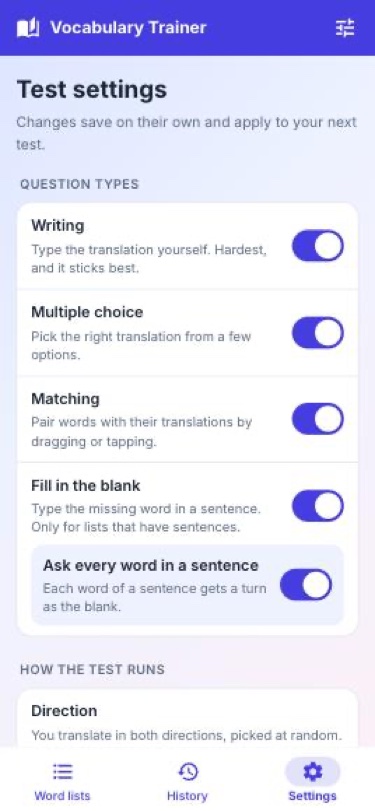 Vocabulary Trainer
Test settings
Changes save on their own and apply to your next
test.
QUESTION TYPES
Writing
Type the translation yourself. Hardest,
and it sticks best.
Multiple choice
Pick the right translation from a few
options.
Matching
Pair words with their translations by
dragging or tapping.
Fill in the blank
Type the missing word in a sentence.
Only for lists that have sentences.
Ask every word in a sentence
Each word of a sentence gets a turn
as the blank.
HOW THE TEST RUNS
Direction
You translate in both directions, picked at random.
Word lists
History
Settings